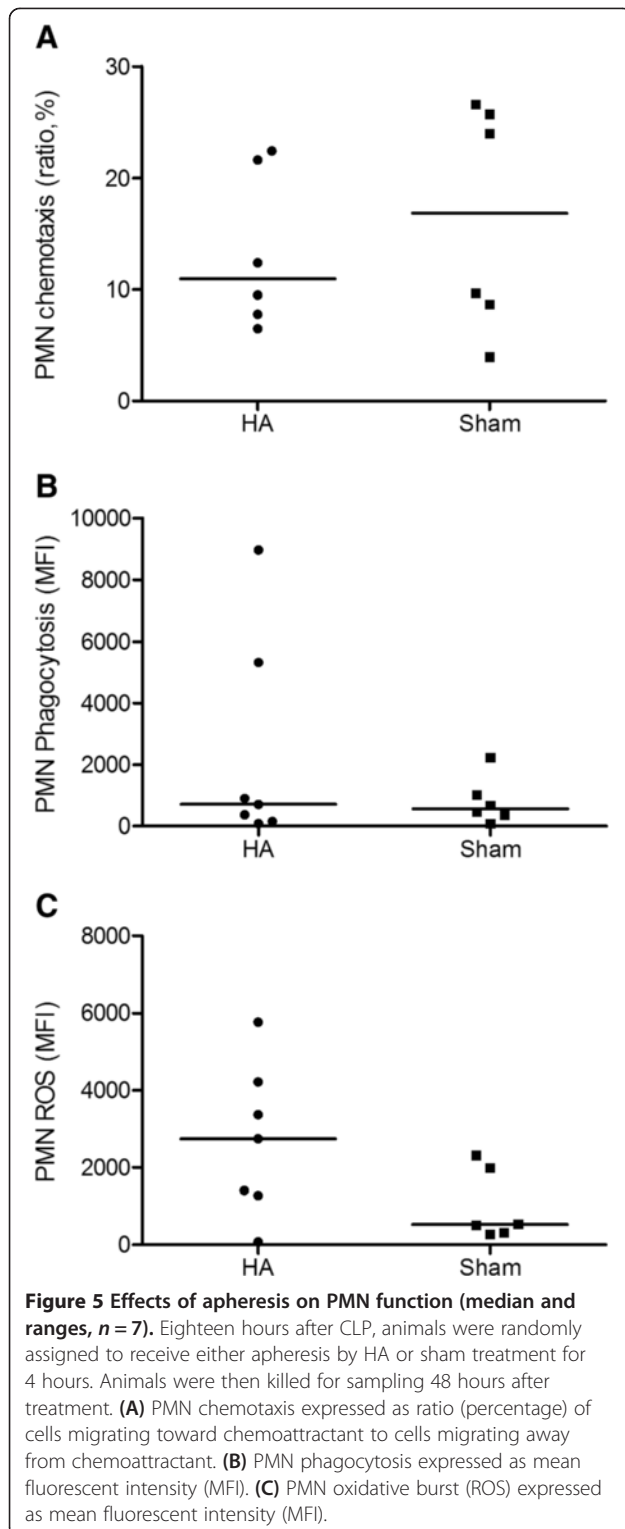 A
PMN chemotaxis (ratio, %)
30
20
10
0
HA Sham
B
PMN Phagocytosis (MFI)
10000
8000
6000
4000
2000
0
HA Sham
C
PMN ROS (MFI)
8000
6000
4000
2000
0
HA Sham
Figure 5 Effects of apheresis on PMN function (median and
ranges, n = 7). Eighteen hours after CLP, animals were randomly
assigned to receive either apheresis by HA or sham treatment for
4 hours. Animals were then killed for sampling 48 hours after
treatment. (A) PMN chemotaxis expressed as ratio (percentage) of
cells migrating toward chemoattractant to cells migrating away
from chemoattractant. (B) PMN phagocytosis expressed as mean
fluorescent intensity (MFI). (C) PMN oxidative burst (ROS) expressed
as mean fluorescent intensity (MFI).